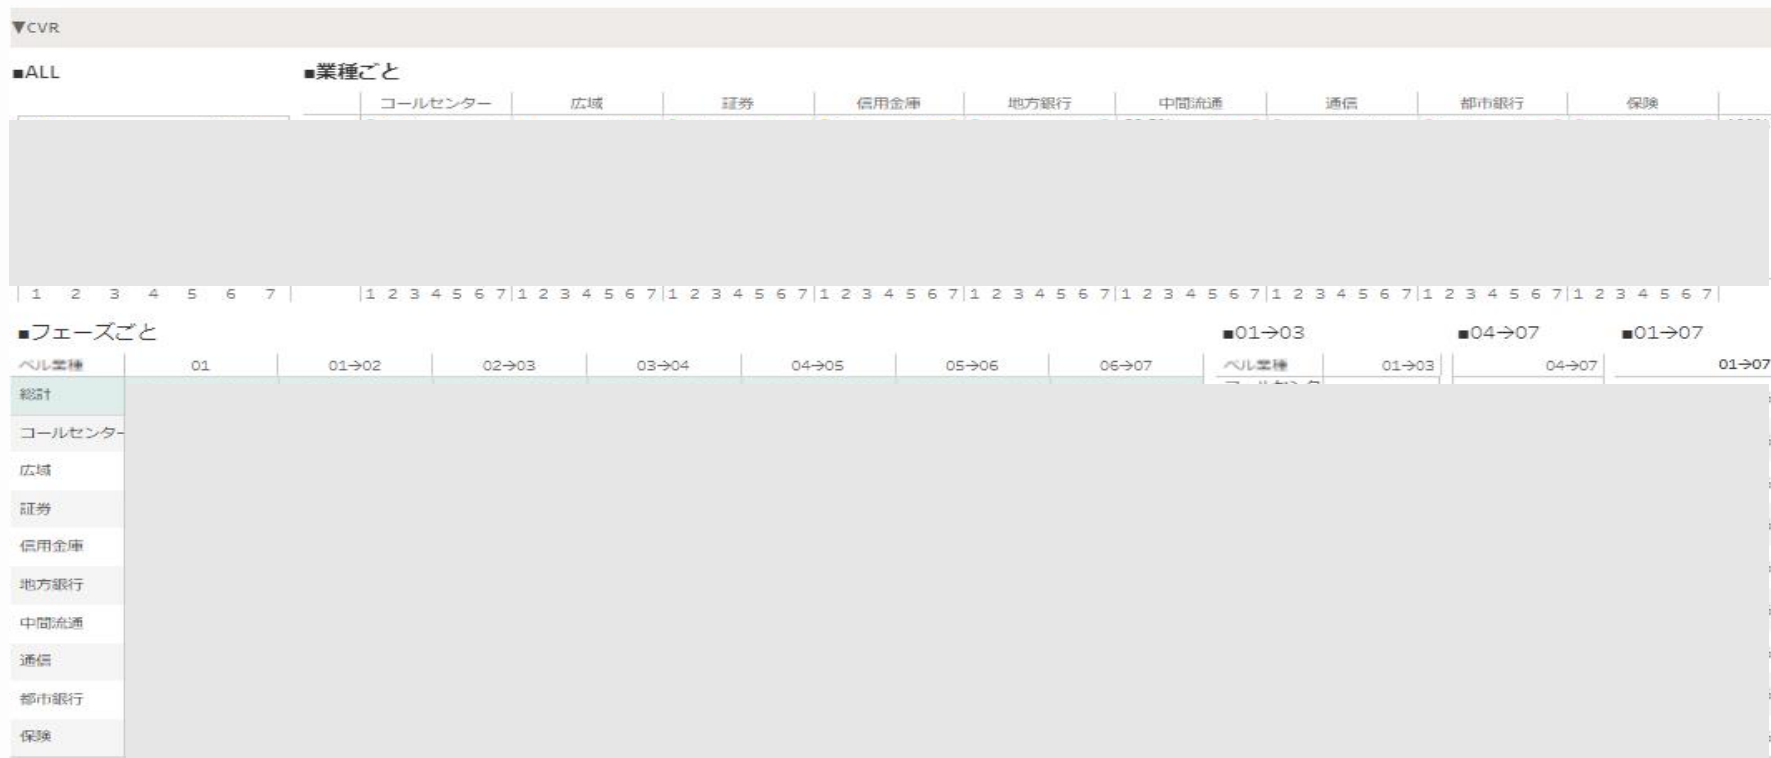 ▼CVR
■ALL ■業種ごと
コールセンター 広域 証券 信用金庫 地方銀行 中間流通 通信 都市銀行 保険
1 2 3 4 5 6 7 1 2 3 4 5 6 7 1 2 3 4 5 6 7 1 2 3 4 5 6 7 1 2 3 4 5 6 7 1 2 3 4 5 6 7 1 2 3 4 5 6 7 1 2 3 4 5 6 7 1 2 3 4 5 6 7 1 2 3 4 5 6 7
■フェーズごと ■01→03 ■04→07 ■01→07
ベル業種 01 01→02 02→03 03→04 04→05 05→06 06→07 ベル業種 01→03 04→07 01→07
総計
コールセンター
広域
証券
信用金庫
地方銀行
中間流通
通信
都市銀行
保険